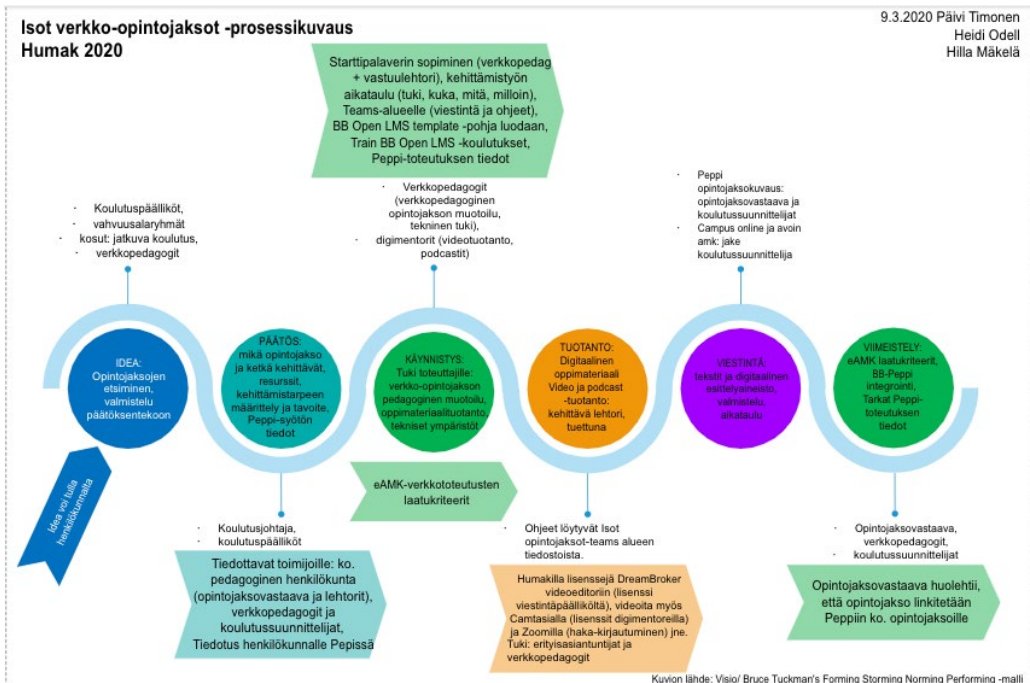 Isot verkko-opintojaksot -prosessikuvaus
Humak 2020
9.3.2020 Päivi Timonen
Heidi Odell
Hilla Mäkelä
Starttipalaverin sopiminen (verkkopedag
+ vastuulehtori), kehittämistyön
aikataulu (tuki, kuka, mitä, milloin),
Teams-alueelle (viestintä ja ohjeet),
BB Open LMS template -pohja luodaan,
Train BB Open LMS -koulutukset,
Peppi-toteutuksen tiedot
· Koulutuspäälliköt,
· vahvuusalaryhmät
· kosut: jatkuva koulutus,
· verkkopedagogit
· Verkkopedagogit
(verkkopedagoginen
opintojakson muotoilu,
tekninen tuki),
· digimentorit (videotuotanto,
podcastit)
· Peppi
opintojaksokuvaus:
opintojaksovastaava ja
koulutussuunnittelijat
· Campus online ja avoin
amk: jake
koulutussuunnittelija
IDEA:
Opintojaksojen
etsiminen,
valmistelu
päätöksentekoon
PÄÄTÖS:
mikä opintojakso
ja ketkä kehittävät,
resurssit,
kehittämistarpeen
määrittely ja tavoite,
Peppi-syötön
tiedot
KÄYNNISTYS:
Tuki toteuttajille:
verkko-opintojakson
pedagoginen muotoilu,
oppimateriaalituotanto,
tekniset ympäristöt
TUOTANTO:
Digitaalinen
oppimateriaali
Video ja podcast
-tuotanto:
kehittävä lehtori,
tuettuna
VIESTINTÄ:
tekstit ja digitaalinen
esittelyaineisto,
valmistelu,
aikataulu
VIIMEISTELY:
eAMK laatukriteerit,
BB-Peppi
integrointi,
Tarkat Peppi-
toteutuksen
tiedot
Idea voi tulla
henkilökunnalta
eAMK-verkkototeutusten
laatukriteerit
· Koulutusjohtaja,
· koulutuspäälliköt
Tiedottavat toimijoille: ko.
pedagoginen henkilökunta
(opintojaksovastaava ja lehtorit),
verkkopedagogit ja
koulutussuunnittelijat,
Tiedotus henkilökunnalle Pepissä
· Ohjeet löytyvät Isot
opintojaksot-teams alueen
tiedostoista.
Humakilla lisenssejä DreamBroker
videoeditoriin (lisenssi
viestintäpäälliköltä), videoita myös
Camtasialla (lisenssit digimentoreilla)
ja Zoomilla (haka-kirjautuminen) jne.
Tuki: erityisasiantuntijat ja
verkkopedagogit
· Opintojaksovastaava,
verkkopedagogit,
· koulutussuunnittelijat
Opintojaksovastaava huolehtii,
että opintojakso linkitetään
Peppiin ko. opintojaksoille
Kuvion lähde: Visio/ Bruce Tuckman's Forming Storming Norming Performing -malli